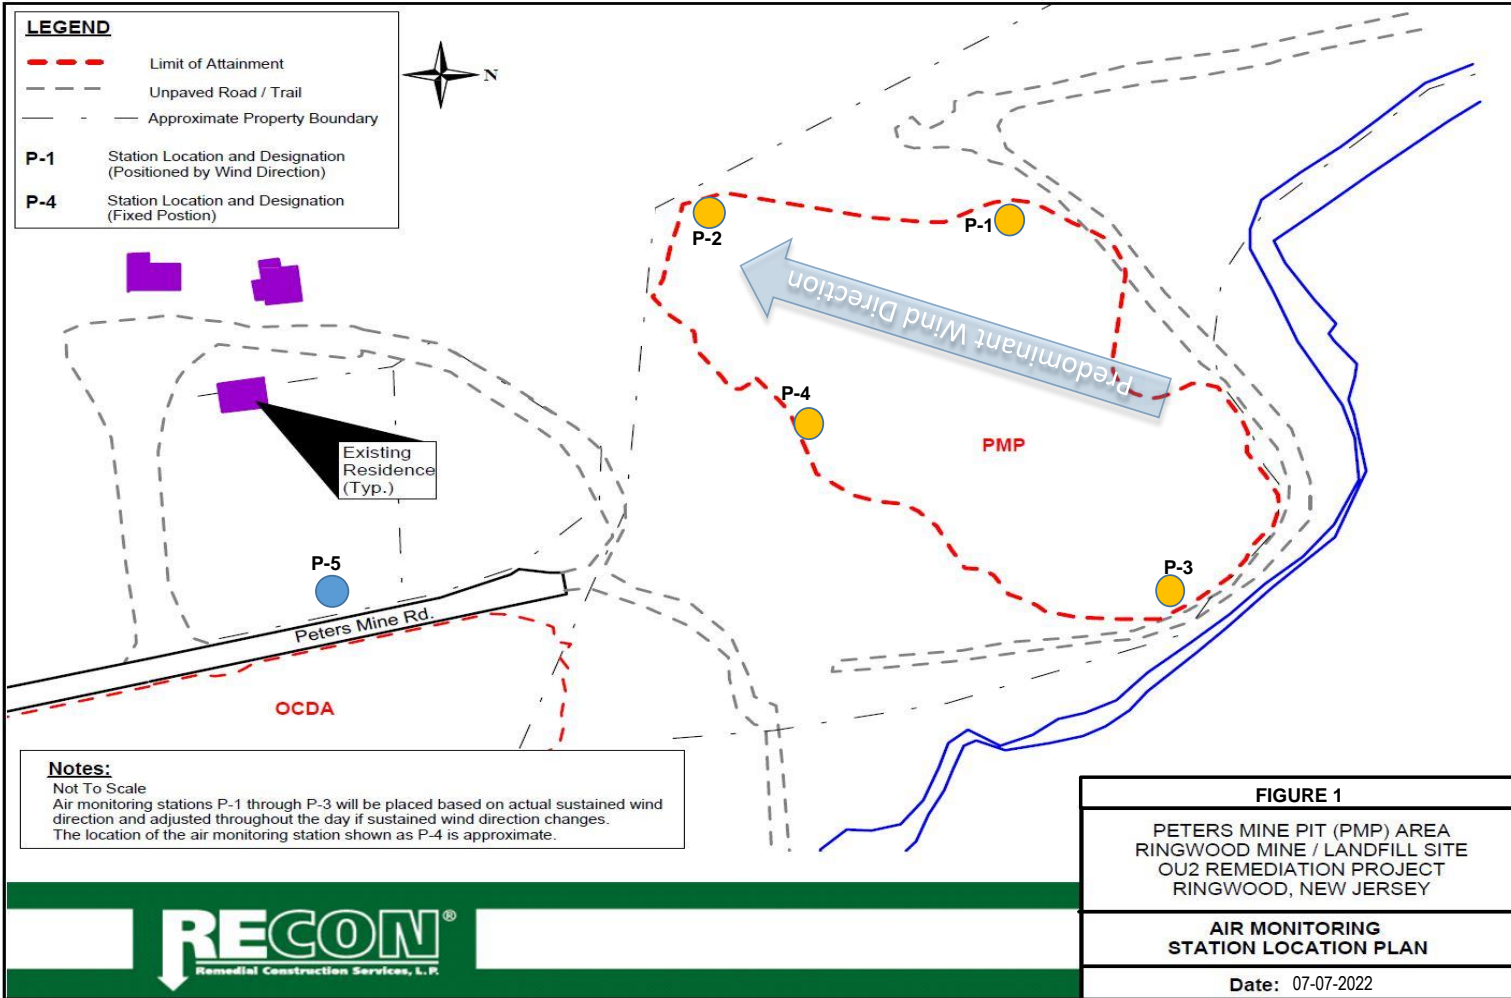 LEGEND
Limit of Attainment
Unpaved Road / Trail
Approximate Property Boundary
P-1 Station Location and Designation
(Positioned by Wind Direction)
P-4 Station Location and Designation
(Fixed Postion)
N
P-2
P-1
Predominant Wind Direction
P-4
PMP
Existing
Residence
(Typ.)
P-5
P-3
Peters Mine Rd.
OCDA
Notes:
Not To Scale
Air monitoring stations P-1 through P-3 will be placed based on actual sustained wind
direction and adjusted throughout the day if sustained wind direction changes.
The location of the air monitoring station shown as P-4 is approximate.
FIGURE 1
PETERS MINE PIT (PMP) AREA
RINGWOOD MINE / LANDFILL SITE
OU2 REMEDIATION PROJECT
RINGWOOD, NEW JERSEY
AIR MONITORING
STATION LOCATION PLAN
Date: 07-07-2022
RECON®
Remedial Construction Services, L.P.